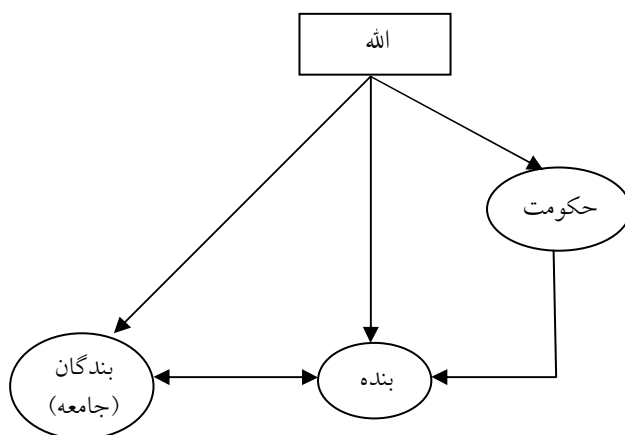 الله
حکومت
بندگان
(جامعه)
بنده